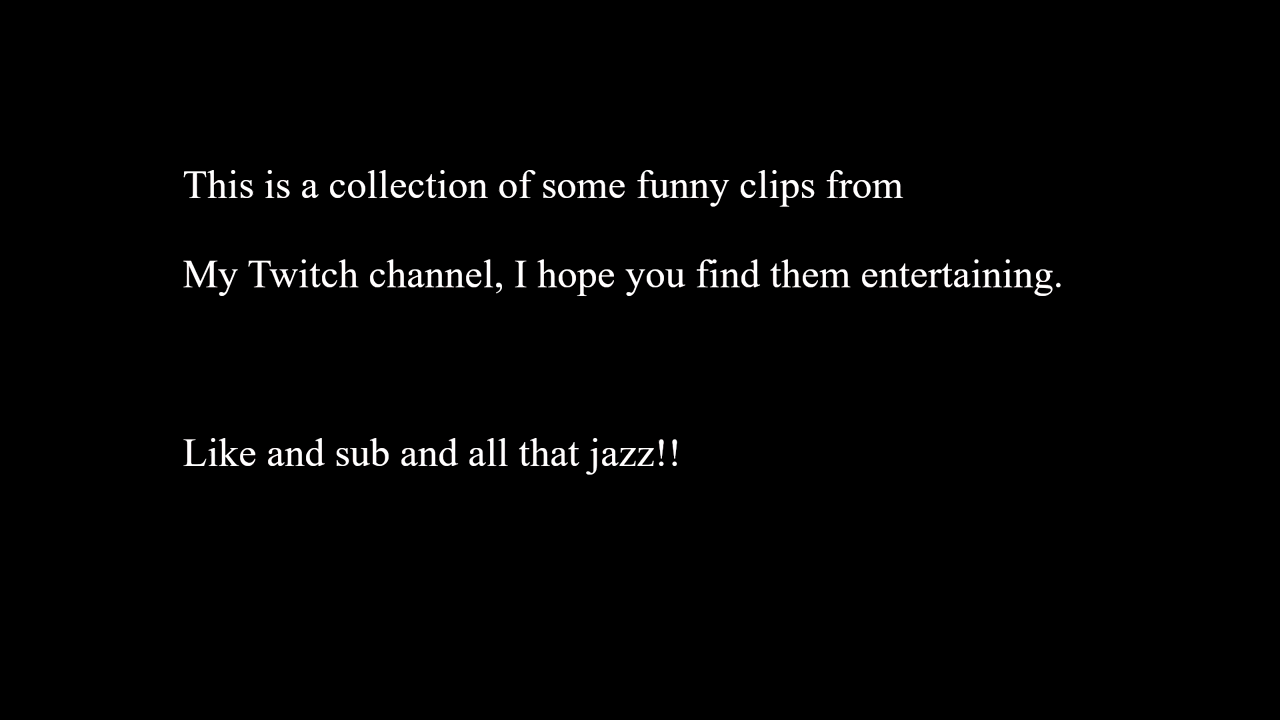 This is a collection of some funny clips from
My Twitch channel, I hope you find them entertaining.
Like and sub and all that jazz!!